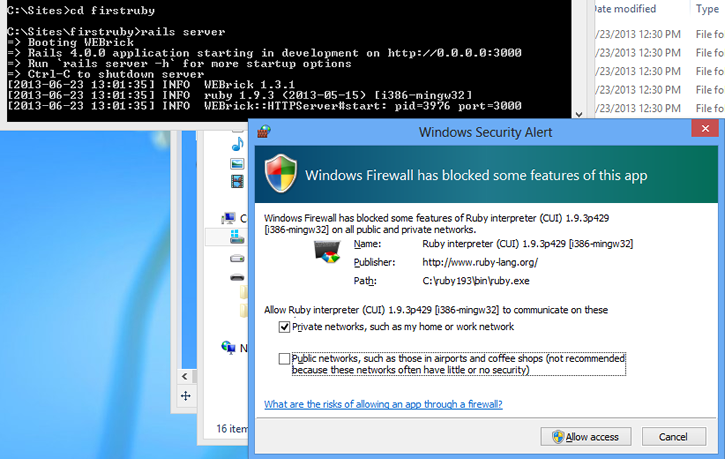 C:\Sites>cd firstruby
C:\Sites\firstruby>rails server
=> Booting WEBrick
=> Rails 4.0.0 application starting in development on http://0.0.0.0:3000
=> Run `rails server -h` for more startup options
=> Ctrl-C to shutdown server
[2013-06-23 13:01:35] INFO  WEBrick 1.3.1
[2013-06-23 13:01:35] INFO  ruby 1.9.3 (2013-05-15) [i386-mingw32]
[2013-06-23 13:01:35] INFO  WEBrick::HTTPServer#start: pid=3976 port=3000
Date modified
/23/2013 12:30 PM File fo
/23/2013 12:30 PM File fo
/23/2013 12:30 PM File fo
/23/2013 12:30 PM File fo
Windows Security Alert
Windows Firewall has blocked some features of this app
Windows Firewall has blocked some features of Ruby interpreter (CUI) 1.9.3p429
[i386-mingw32] on all public and private networks.
Name: Ruby interpreter (CUI) 1.9.3p429 [i386-mingw32]
Publisher: http://www.ruby-lang.org/
Path: C:\ruby193\bin\ruby.exe
Allow Ruby interpreter (CUI) 1.9.3p429 [i386-mingw32] to communicate on these
Private networks, such as my home or work network
Public networks, such as those in airports and coffee shops (not recommended
because these networks often have little or no security)
What are the risks of allowing an app through a firewall?
Allow access
Cancel
C
N
16 item